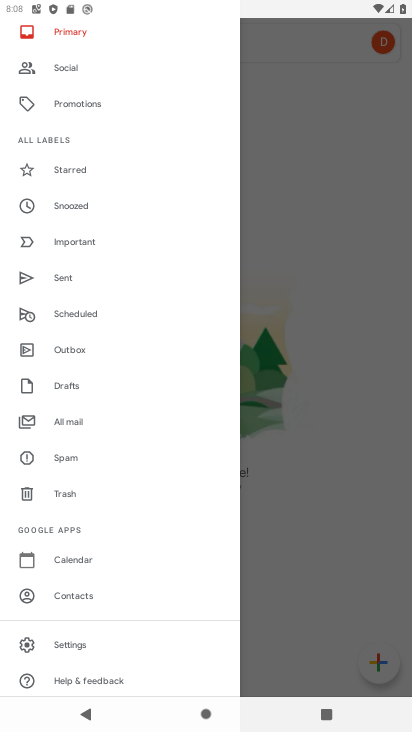 8:08
Primary
D
Social
Promotions
ALL LABELS
Starred
Snoozed
Important
Sent
Scheduled
Outbox
Drafts
All mail
Spam
e!
Trash
GOOGLE APPS
Calendar
Contacts
Settings
Help & feedback